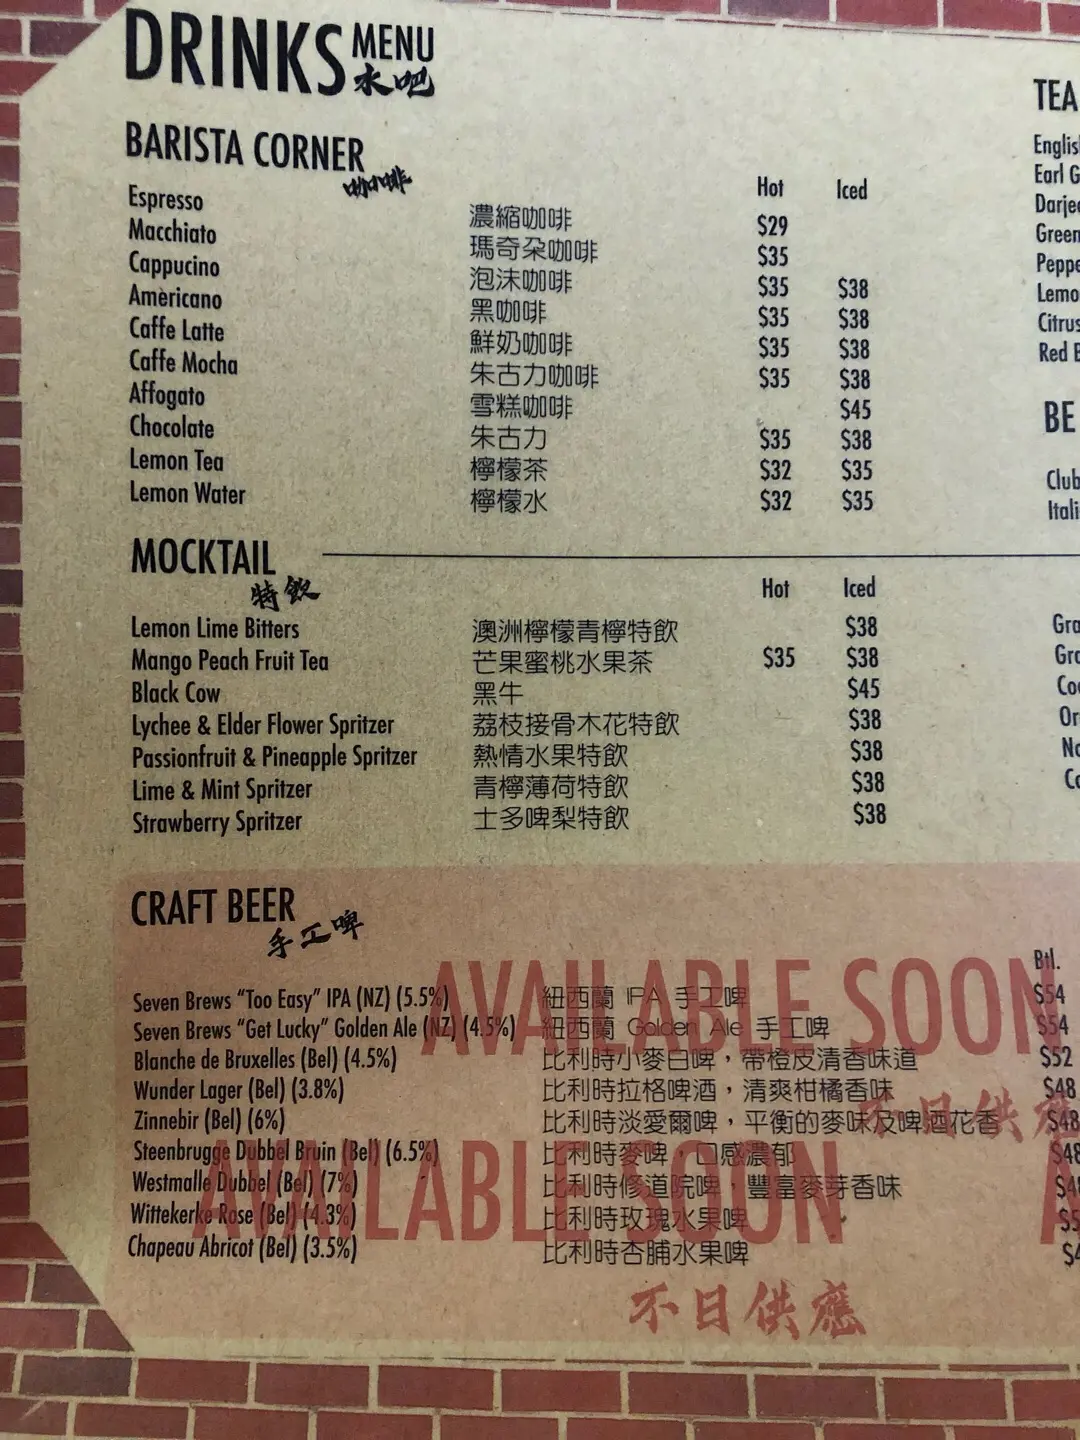 DRINKS MENU
水吧
BARISTA CORNER
咖啡
Hot Iced
Espresso 濃縮咖啡 $29
Macchiato 瑪奇朵咖啡 $35
Cappucino 泡沫咖啡 $35 $38
Americano 黑咖啡 $35 $38
Caffe Latte 鮮奶咖啡 $35 $38
Caffe Mocha 朱古力咖啡 $35 $38
Affogato 雪糕咖啡 $45
Chocolate 朱古力 $35 $38
Lemon Tea 檸檬茶 $32 $35
Lemon Water 檸檬水 $32 $35
MOCKTAIL
特飲
Hot Iced
Lemon Lime Bitters 澳洲檸檬青檸特飲 $38
Mango Peach Fruit Tea 芒果蜜桃水果茶 $35 $38
Black Cow 黑牛 $45
Lychee & Elder Flower Spritzer 荔枝接骨木花特飲 $38
Passionfruit & Pineapple Spritzer 熱情水果特飲 $38
Lime & Mint Spritzer 青檸薄荷特飲 $38
Strawberry Spritzer 士多啤梨特飲 $38
CRAFT BEER
手工啤
Btl.
Seven Brews "Too Easy" IPA (NZ) (5.5%) 紐西蘭 IPA 手工啤 $54
Seven Brews "Get Lucky" Golden Ale (NZ) (4.5%) 紐西蘭 Golden Ale 手工啤 $54
Blanche de Bruxelles (Bel) (4.5%) 比利時小麥白啤，帶橙皮清香味道 $52
Wunder Lager (Bel) (3.8%) 比利時拉格啤酒，清爽柑橘香味 $48
Zinnebir (Bel) (6%) 比利時淡愛爾啤，平衡的麥味及啤酒花香 $48
Steenbrugge Dubbel Bruin (Bel) (6.5%) 比利時麥啤，口感濃郁 $48
Westmalle Dubbel (Bel) (7%) 比利時修道院啤，豐富麥芽香味
Wittekerke Rose (Bel) (4.3%) 比利時玫瑰水果啤
Chapeau Abricot (Bel) (3.5%) 比利時杏脯水果啤
AVAILABLE SOON
不日供應
AVAILABLE SOON
不日供應
TEA
Earl G
Green
Lemo
Citrus
Red
Club